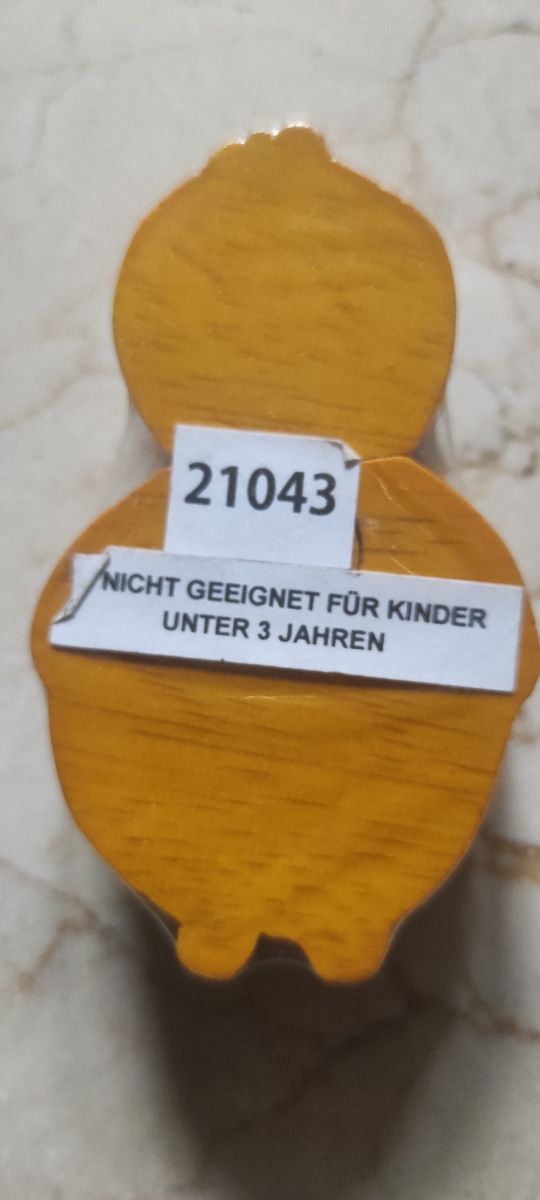 21043
NICHT GEEIGNET FÜR KINDER
UNTER 3 JAHREN